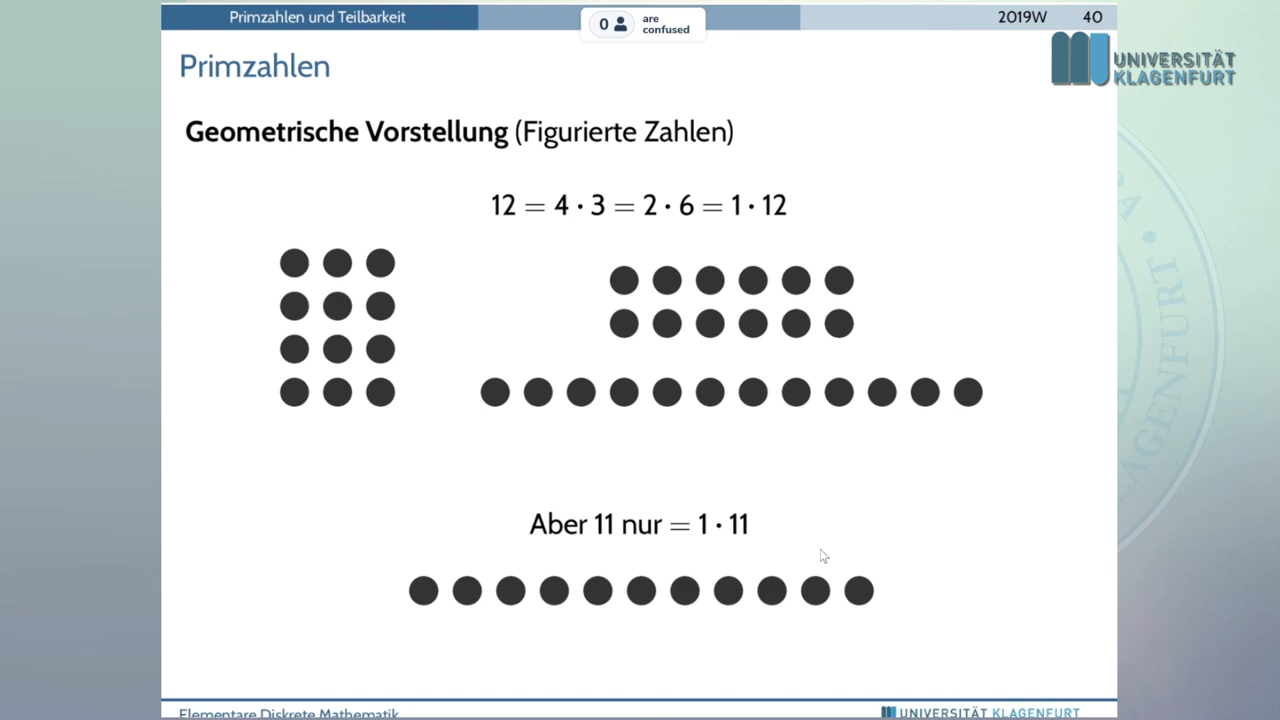 Primzahlen und Teilbarkeit
0 are
confused
2019W 40
UNIVERSITÄT
KLAGENFURT
Primzahlen
Geometrische Vorstellung (Figurierte Zahlen)
12 = 4 · 3 = 2 · 6 = 1 · 12
Aber 11 nur = 1 · 11
Elementare Diskrete Mathematik
UNIVERSITÄT KLAGENFURT
KLAGENFURT